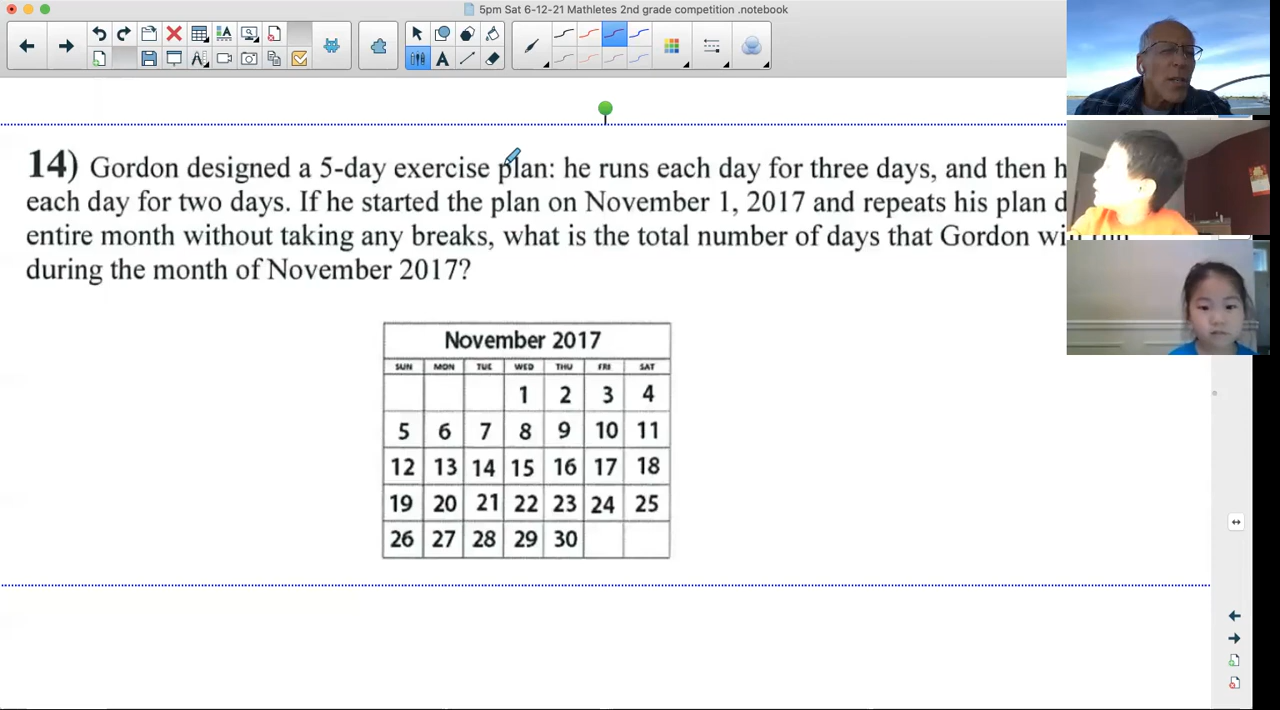 5pm Sat 6-12-21 Mathletes 2nd grade competition .notebook
14) Gordon designed a 5-day exercise plan: he runs each day for three days, and then
each day for two days. If he started the plan on November 1, 2017 and repeats his plan
entire month without taking any breaks, what is the total number of days that Gordon
during the month of November 2017?
November 2017
SUN MON TUE WED THU FRI SAT
1 2 3 4
5 6 7 8 9 10 11
12 13 14 15 16 17 18
19 20 21 22 23 24 25
26 27 28 29 30